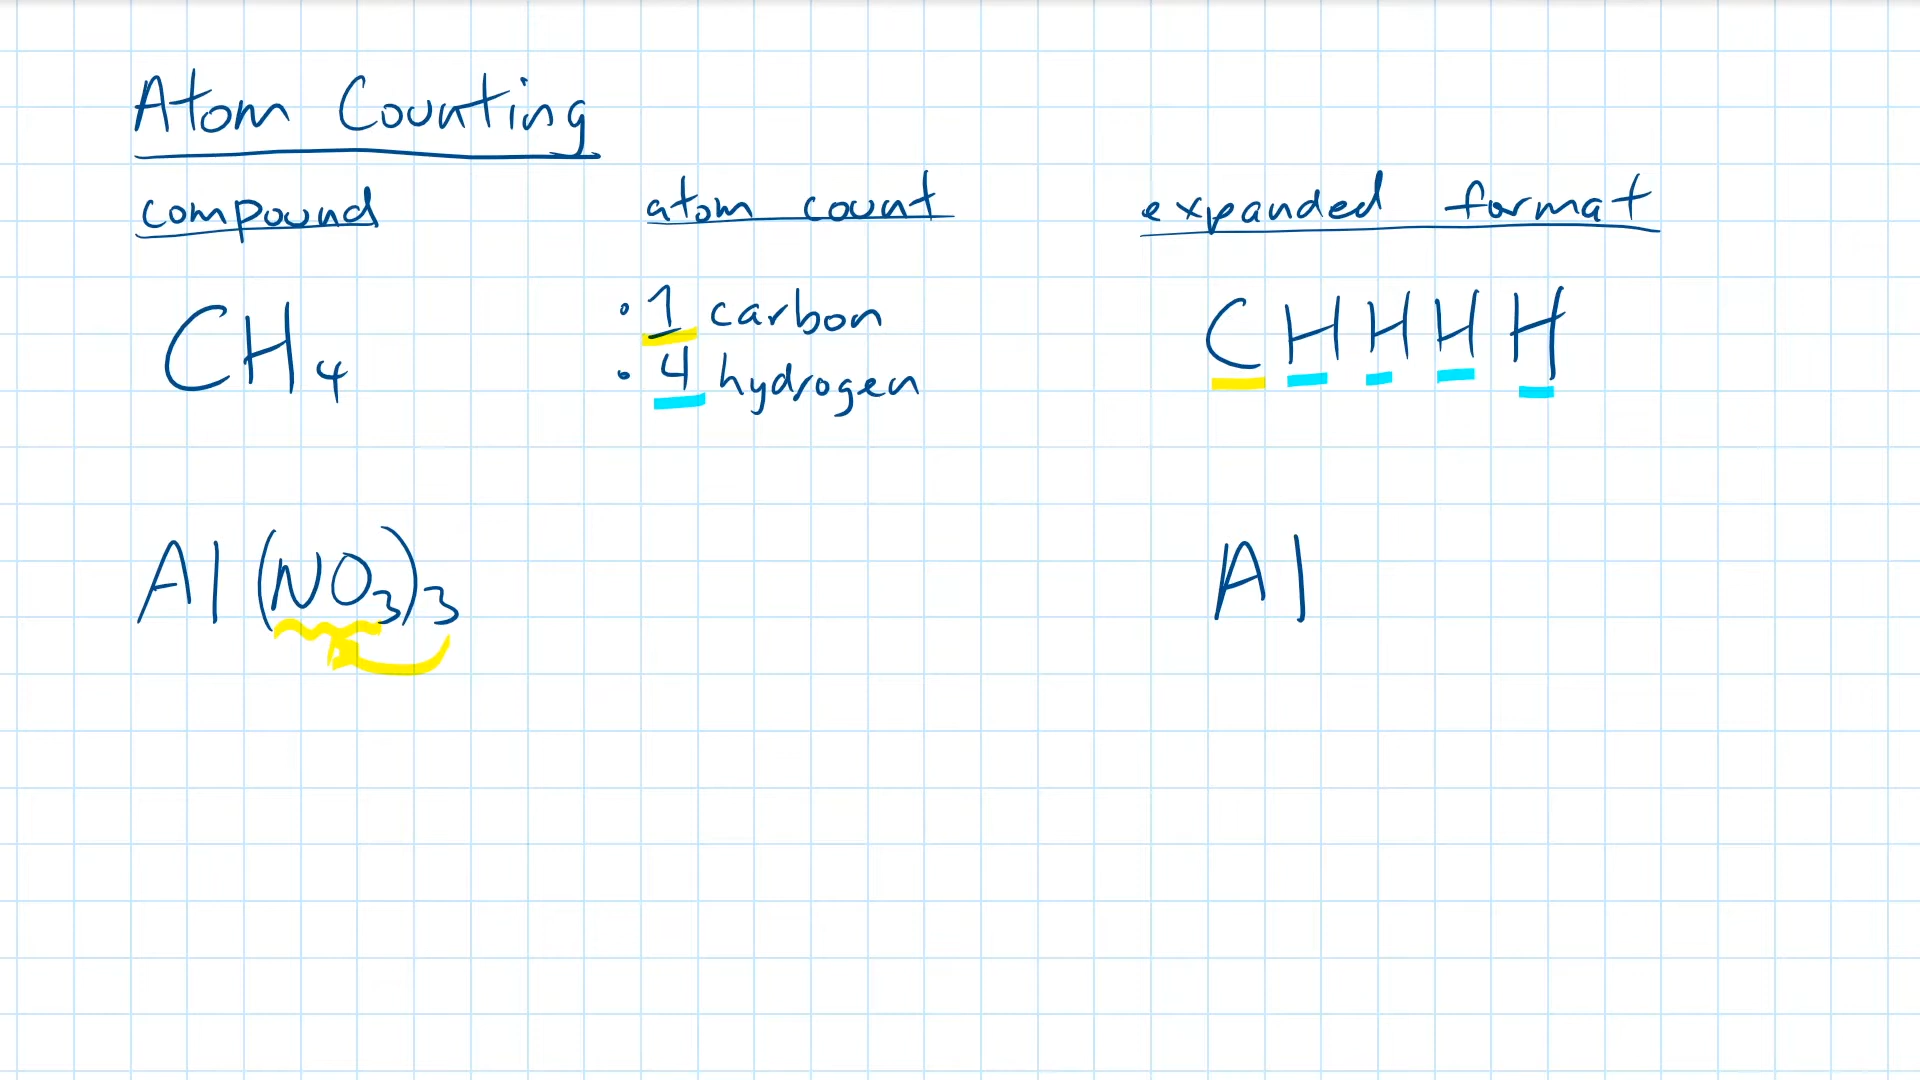 Atom Counting
compound atom count expanded format
CH₄ • 1 carbon CHHHH
• 4 hydrogen
Al(NO₃)₃ Al